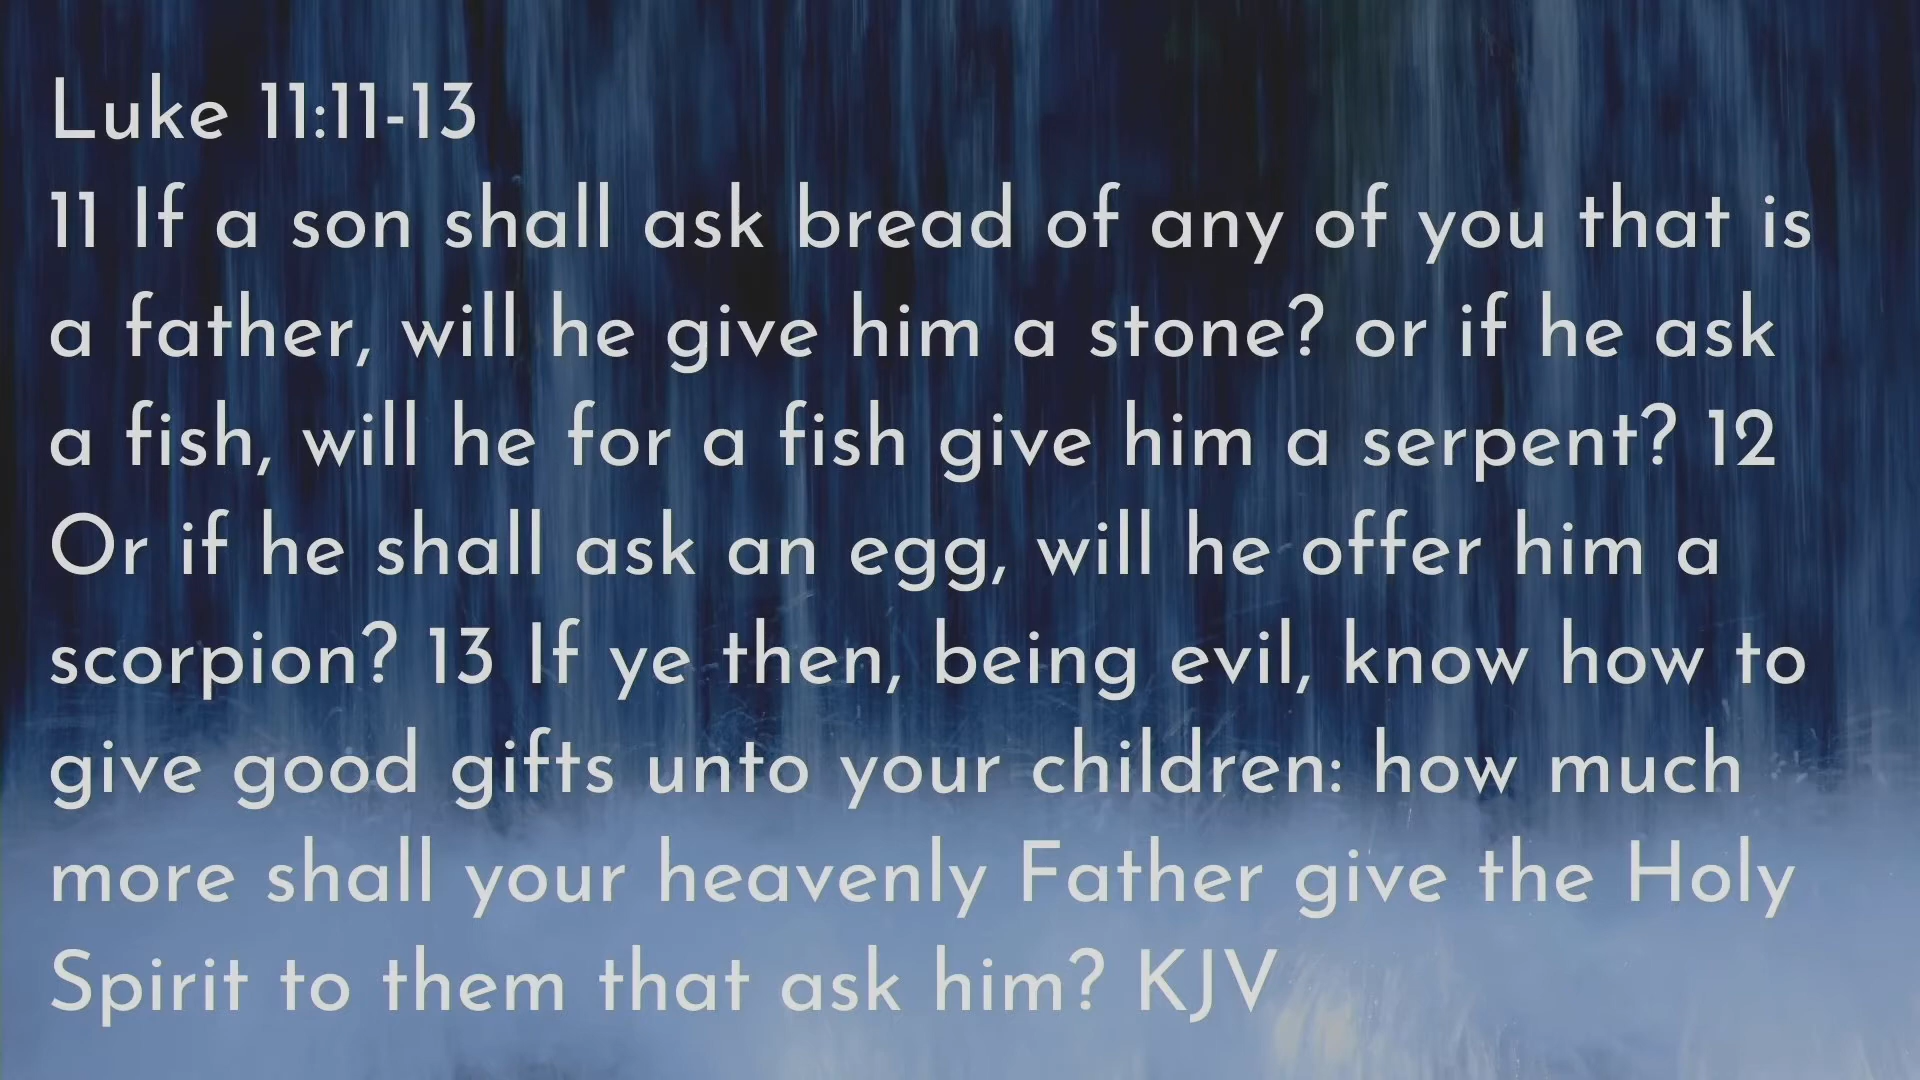 Luke 11:11-13
11 If a son shall ask bread of any of you that is
a father, will he give him a stone? or if he ask
a fish, will he for a fish give him a serpent? 12
Or if he shall ask an egg, will he offer him a
scorpion? 13 If ye then, being evil, know how to
give good gifts unto your children: how much
more shall your heavenly Father give the Holy
Spirit to them that ask him? KJV